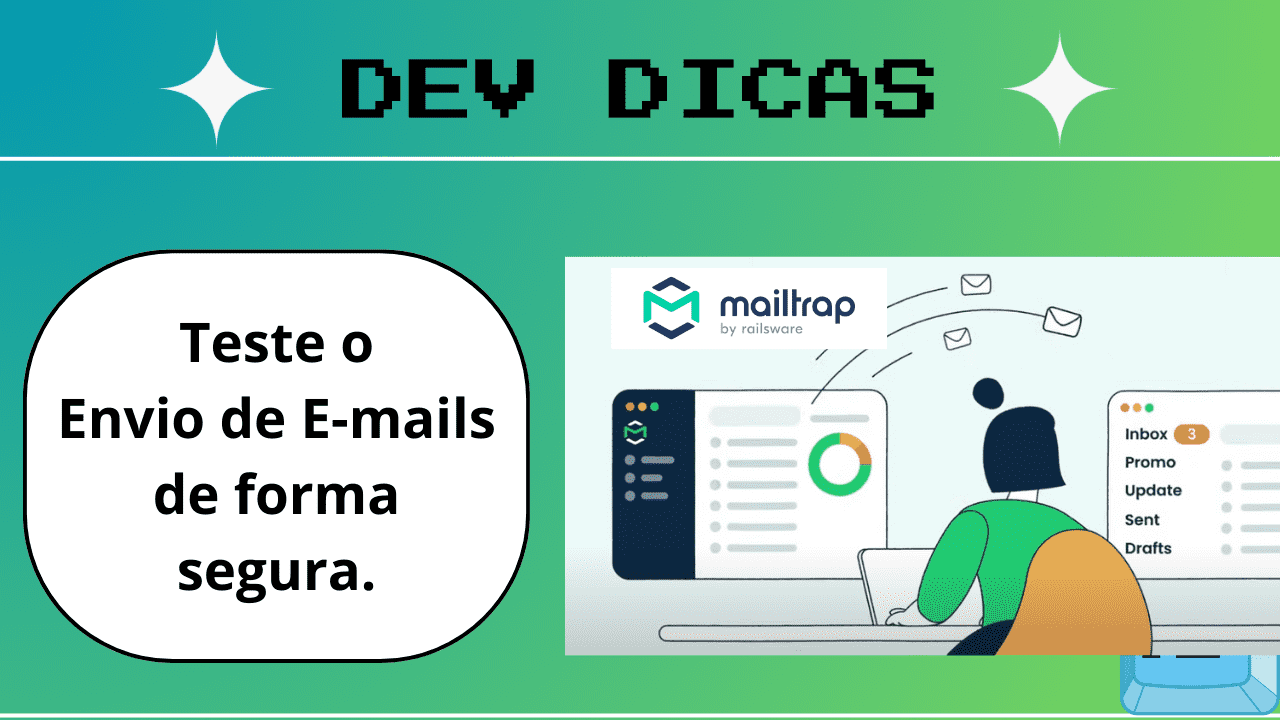 DEV DICAS
Teste o
Envio de E-mails
de forma
segura.
mailtrap
by railsware
Inbox 3
Promo
Update
Sent
Drafts